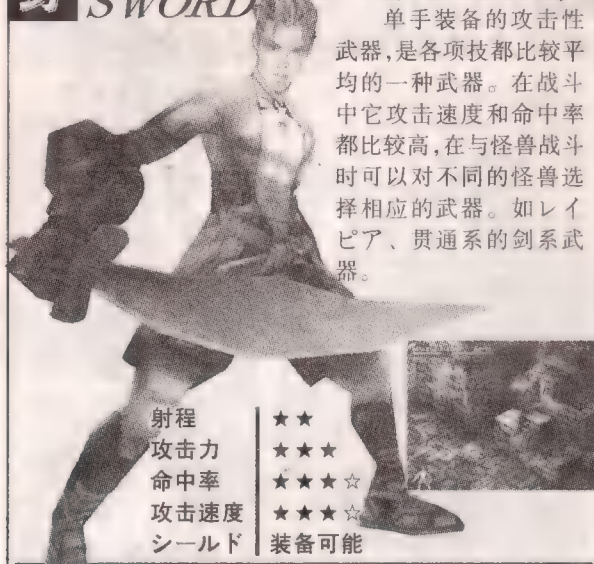 SWORD
单手装备的攻击性
武器,是各项技都比较平
均的一种武器。在战斗
中它攻击速度和命中率
都比较高,在与怪兽战斗
时可以对不同的怪兽选
择相应的武器。如レイ
ピア、贯通系的剑系武
器。
射程 ★★
攻击力 ★★★
命中率 ★★★☆
攻击速度 ★★★☆
シールド 装备可能